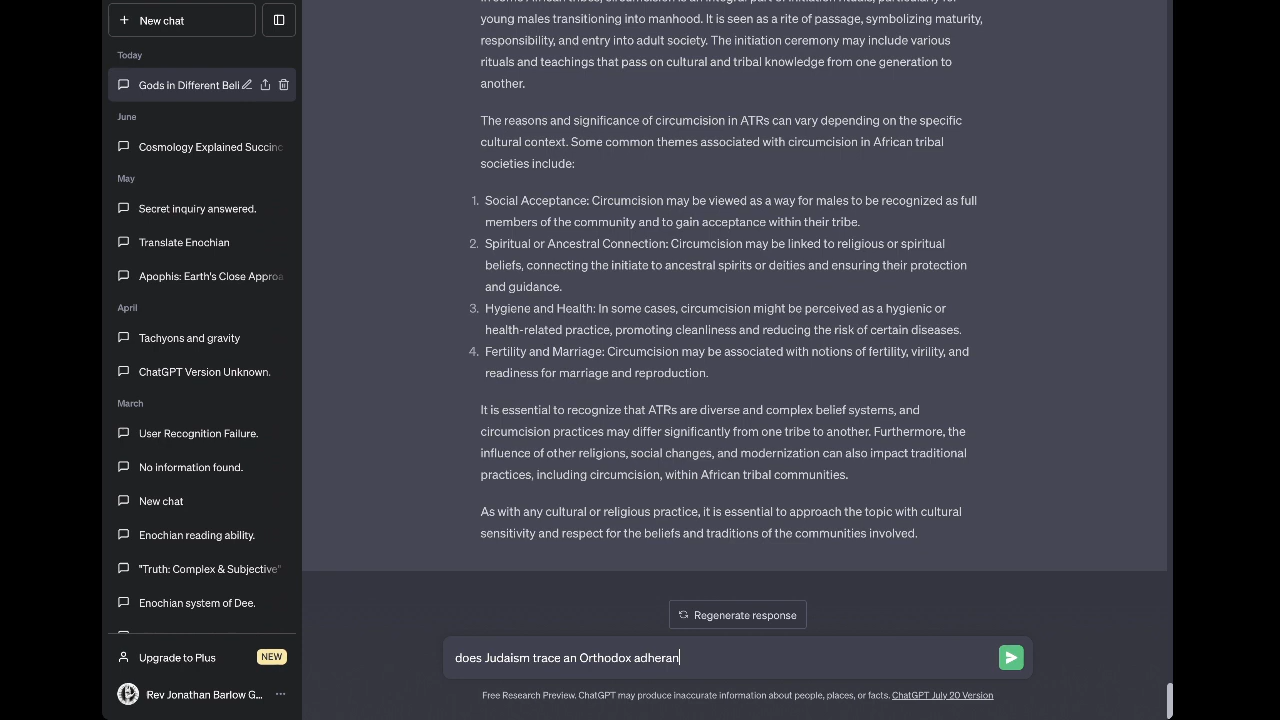 New chat
Today
Gods in Different Beli
June
Cosmology Explained Succinc
May
Secret inquiry answered.
Translate Enochian
Apophis: Earth's Close Approa
April
Tachyons and gravity
ChatGPT Version Unknown.
March
User Recognition Failure.
No information found.
New chat
Enochian reading ability.
"Truth: Complex & Subjective"
Enochian system of Dee.
Upgrade to Plus NEW
Rev Jonathan Barlow G...
young males transitioning into manhood. It is seen as a rite of passage, symbolizing maturity,
responsibility, and entry into adult society. The initiation ceremony may include various
rituals and teachings that pass on cultural and tribal knowledge from one generation to
another.
The reasons and significance of circumcision in ATRs can vary depending on the specific
cultural context. Some common themes associated with circumcision in African tribal
societies include:
1. Social Acceptance: Circumcision may be viewed as a way for males to be recognized as full
members of the community and to gain acceptance within their tribe.
2. Spiritual or Ancestral Connection: Circumcision may be linked to religious or spiritual
beliefs, connecting the initiate to ancestral spirits or deities and ensuring their protection
and guidance.
3. Hygiene and Health: In some cases, circumcision might be perceived as a hygienic or
health-related practice, promoting cleanliness and reducing the risk of certain diseases.
4. Fertility and Marriage: Circumcision may be associated with notions of fertility, virility, and
readiness for marriage and reproduction.
It is essential to recognize that ATRs are diverse and complex belief systems, and
circumcision practices may differ significantly from one tribe to another. Furthermore, the
influence of other religions, social changes, and modernization can also impact traditional
practices, including circumcision, within African tribal communities.
As with any cultural or religious practice, it is essential to approach the topic with cultural
sensitivity and respect for the beliefs and traditions of the communities involved.
Regenerate response
does Judaism trace an Orthodox adheran
Free Research Preview. ChatGPT may produce inaccurate information about people, places, or facts. ChatGPT July 20 Version